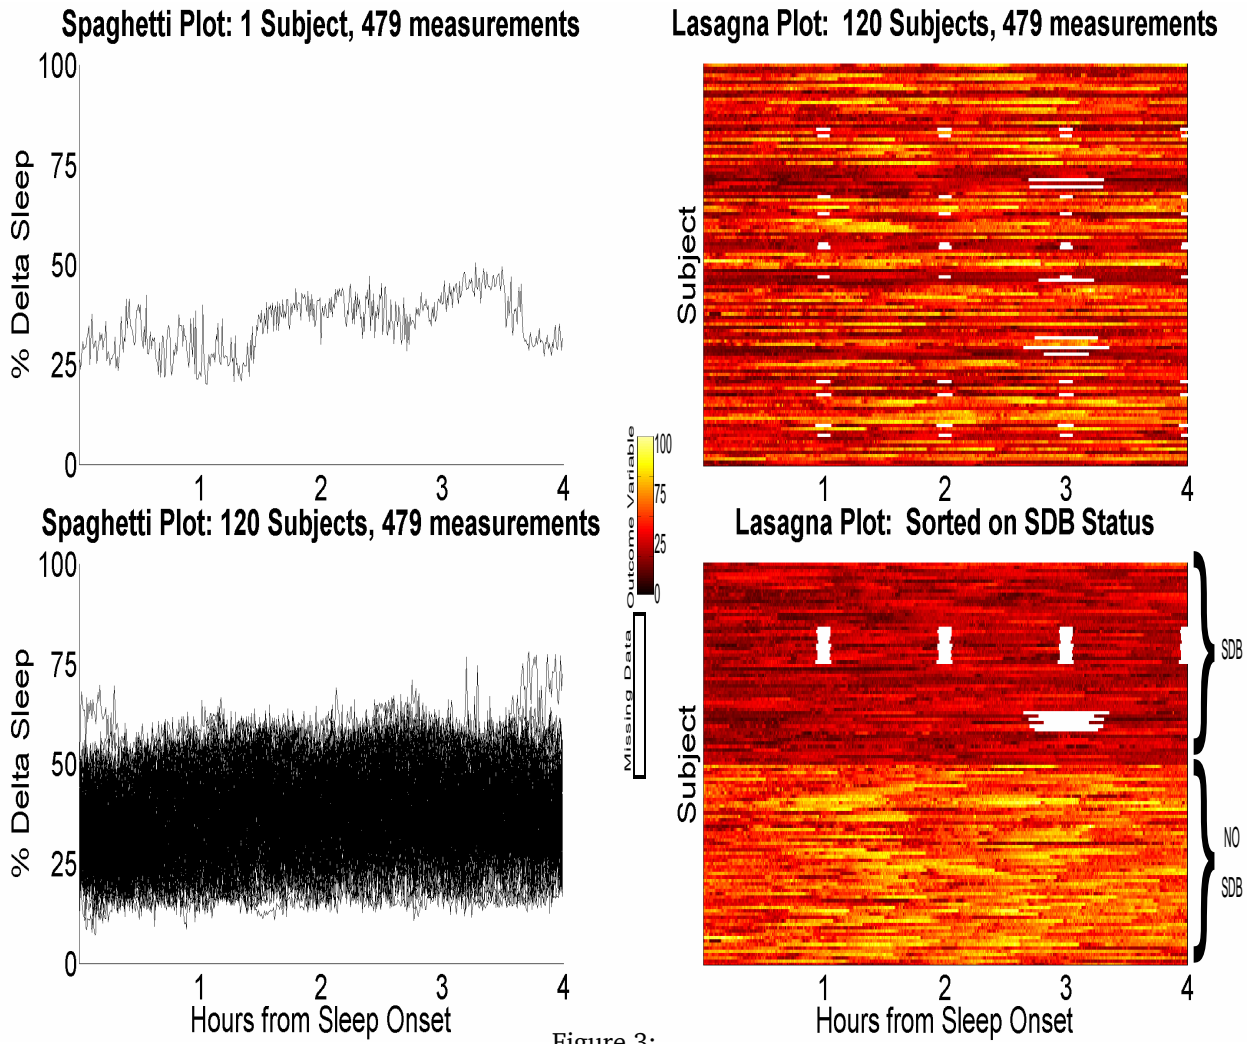 Spaghetti Plot: 1 Subject, 479 measurements
100
75
50
25
0
% Delta Sleep
1 2 3 4
Lasagna Plot: 120 Subjects, 479 measurements
Subject
1 2 3 4
Outcome Variable
100
75
25
0
Missing Data
Spaghetti Plot: 120 Subjects, 479 measurements
100
75
50
25
0
% Delta Sleep
1 2 3 4
Hours from Sleep Onset
Lasagna Plot: Sorted on SDB Status
Subject
SDB
NO
SDB
1 2 3 4
Hours from Sleep Onset
Figure 3: